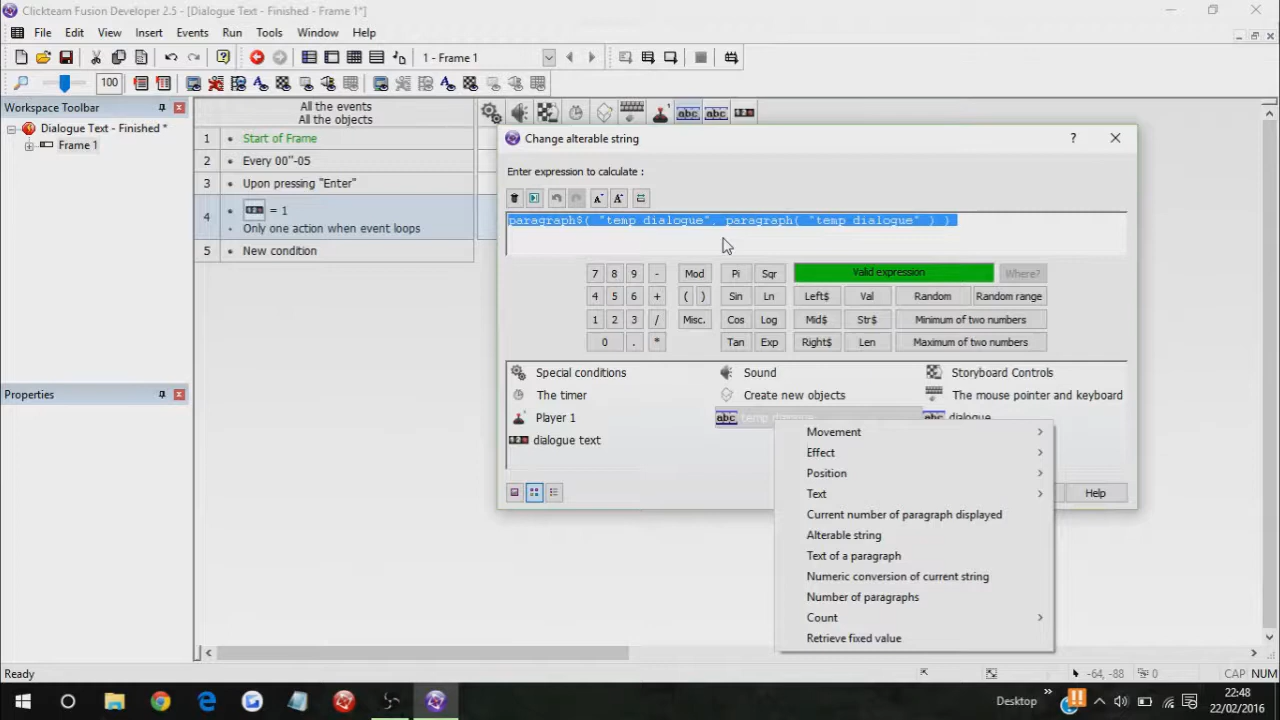 Clickteam Fusion Developer 2.5 - [Dialogue Text - Finished - Frame 1*]
File Edit View Insert Events Run Tools Window Help
1 - Frame 1
100
Workspace Toolbar
Dialogue Text - Finished *
Frame 1
Properties
All the events
All the objects
1 Start of Frame
2 Every 00"-05
3 Upon pressing "Enter"
4 = 1
Only one action when event loops
5 New condition
Change alterable string
Enter expression to calculate :
paragraph$( "temp dialogue", paragraph( "temp dialogue" ) )
7 8 9 - Mod Pi Sqr Valid expression Where?
4 5 6 + ( ) Sin Ln Left$ Val Random Random range
1 2 3 / Misc. Cos Log Mid$ Str$ Minimum of two numbers
0 . * Tan Exp Right$ Len Maximum of two numbers
Special conditions Sound Storyboard Controls
The timer Create new objects The mouse pointer and keyboard
Player 1 abc temp dialogue abc dialogue
dialogue text
Movement
Effect
Position
Text
Current number of paragraph displayed
Alterable string
Text of a paragraph
Numeric conversion of current string
Number of paragraphs
Count
Retrieve fixed value
Help
Ready
-64, -88 0 CAP NUM
Desktop
22:48
22/02/2016